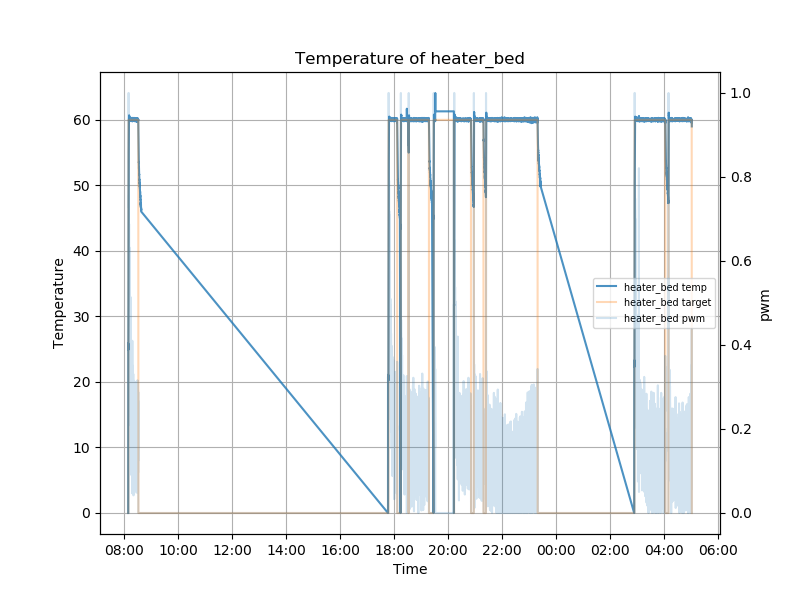 Temperature of heater_bed
Temperature
60
50
40
30
20
10
0
1.0
0.8
0.6
0.4
0.2
0.0
pwm
heater_bed temp
heater_bed target
heater_bed pwm
08:00 10:00 12:00 14:00 16:00 18:00 20:00 22:00 00:00 02:00 04:00 06:00
Time